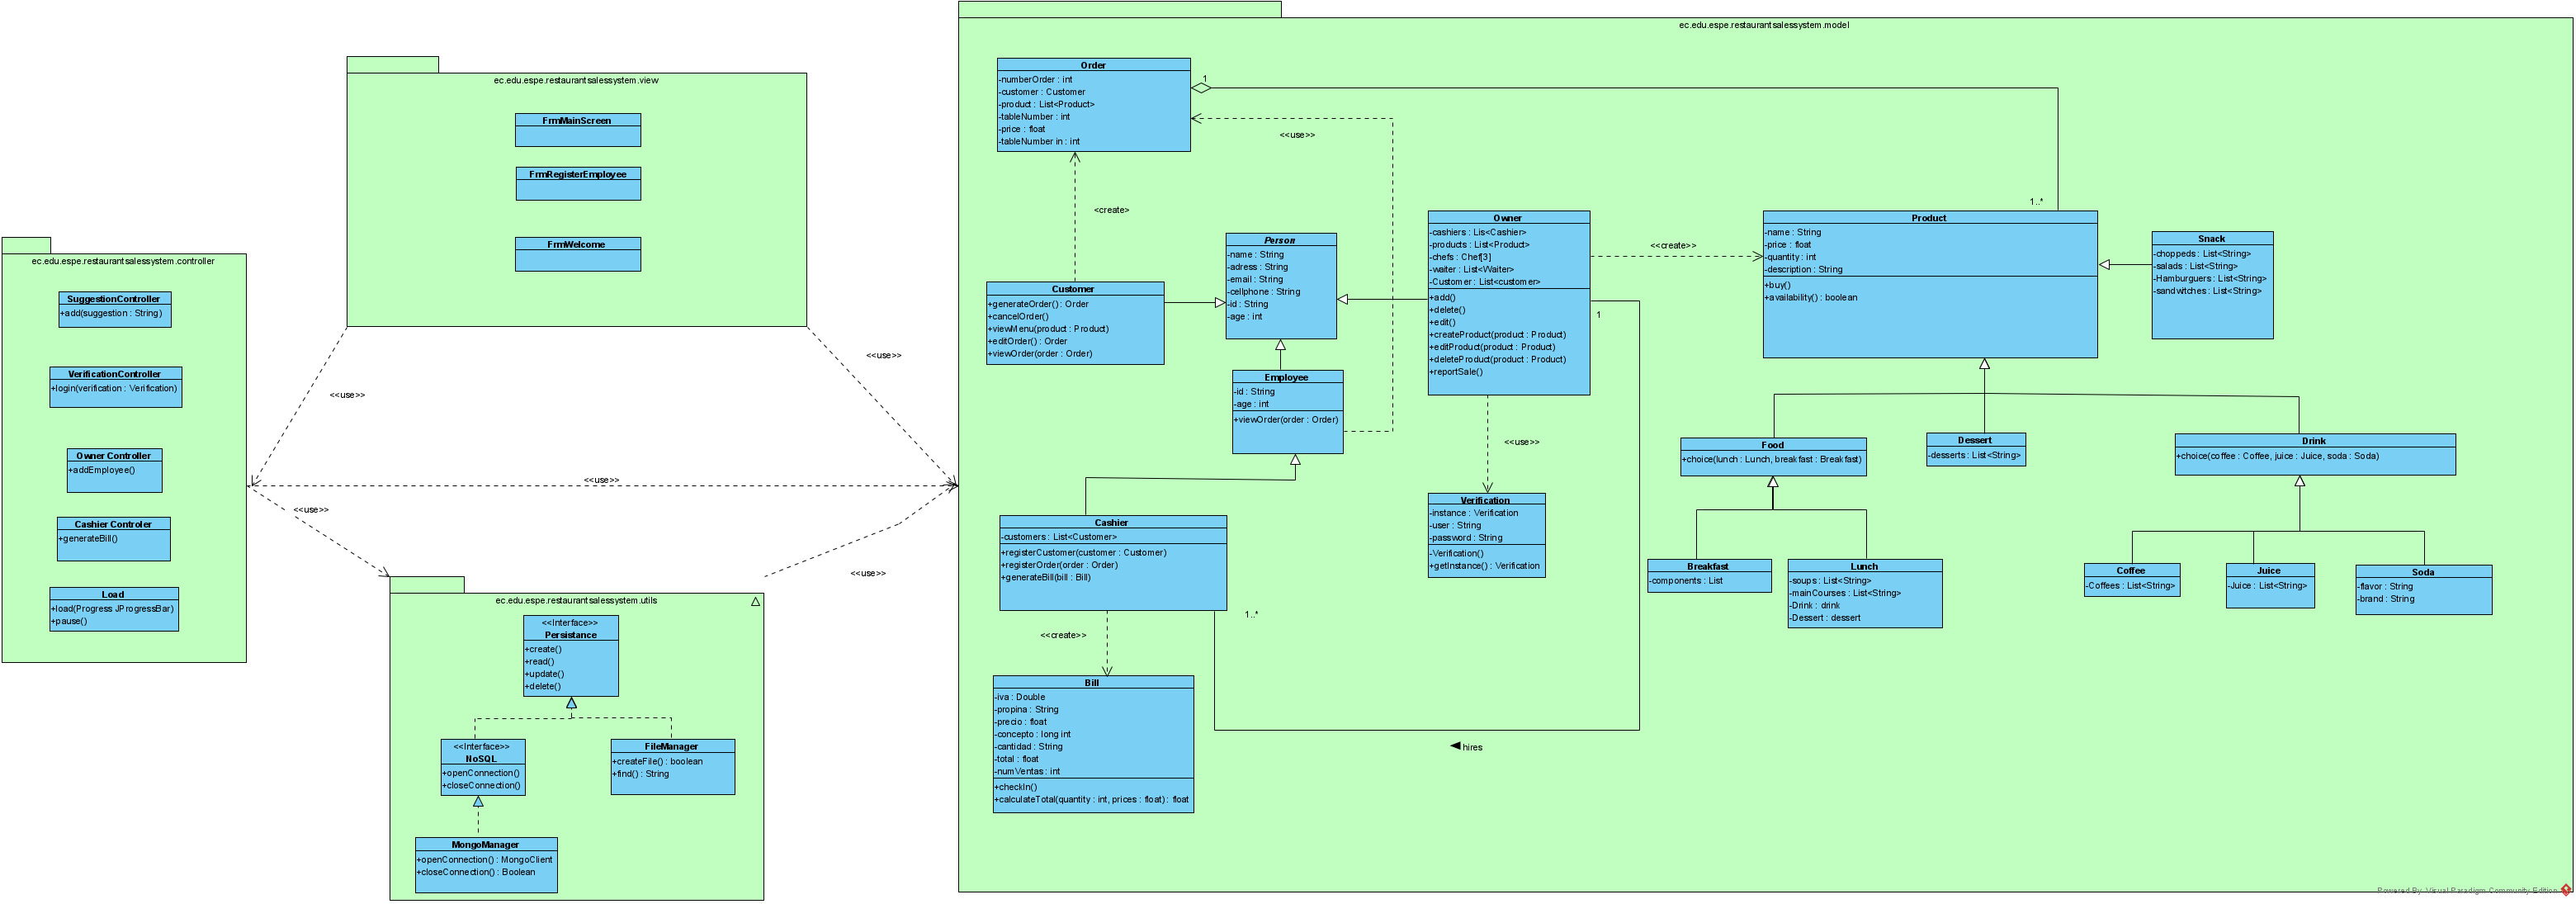 ec.edu.espe.restaurantsalessystem.controller
SuggestionController
+add(suggestion : String)
VerificationController
+login(verification : Verification)
Owner Controller
+addEmployee()
Cashier Controler
+generateBill()
Load
+load(Progress JProgressBar)
+pause()
ec.edu.espe.restaurantsalessystem.view
FrmMainScreen
FrmRegisterEmployee
FrmWelcome
<<use>>
<<use>>
<<use>>
<<use>>
<<use>>
ec.edu.espe.restaurantsalessystem.utils
<<Interface>>
Persistance
+create()
+read()
+update()
+delete()
<<Interface>>
NoSQL
+openConnection()
+closeConnection()
FileManager
+createFile() : boolean
+find() : String
MongoManager
+openConnection() : MongoClient
+closeConnection() : Boolean
ec.edu.espe.restaurantsalessystem.model
Order
-numberOrder : int
-customer : Customer
-product : List<Product>
-tableNumber : int
-price : float
-tableNumber in : int
1
<<use>>
<create>
1..*
Customer
+generateOrder() : Order
+cancelOrder()
+viewMenu(product : Product)
+editOrder() : Order
+viewOrder(order : Order)
Person
-name : String
-adress : String
-email : String
-cellphone : String
-id : String
-age : int
Employee
-id : String
-age : int
+viewOrder(order : Order)
Owner
-cashiers : Lis<Cashier>
-products : List<Product>
-chefs : Chef[3]
-waiter : List<Waiter>
-Customer : List<customer>
+add()
+delete()
+edit()
+createProduct(product : Product)
+editProduct(product : Product)
+deleteProduct(product : Product)
+reportSale()
<<create>>
1
<<use>>
Verification
-instance : Verification
-user : String
-password : String
-Verification()
+getInstance() : Verification
Cashier
-customers : List<Customer>
+registerCustomer(customer : Customer)
+registerOrder(order : Order)
+generateBill(bill : Bill)
1..*
<<create>>
Bill
-iva : Double
-propina : String
-precio : float
-concepto : long int
-cantidad : String
-total : float
-numVentas : int
+checkIn()
+calculateTotal(quantity : int, prices : float) : float
hires
Product
-name : String
-price : float
-quantity : int
-description : String
+buy()
+availability() : boolean
Snack
-choppeds : List<String>
-salads : List<String>
-Hamburguers : List<String>
-sandwitches : List<String>
Food
+choice(lunch : Lunch, breakfast : Breakfast)
Dessert
-desserts : List<String>
Drink
+choice(coffee : Coffee, juice : Juice, soda : Soda)
Breakfast
-components : List
Lunch
-soups : List<String>
-mainCourses : List<String>
-Drink : drink
-Dessert : dessert
Coffee
-Coffees : List<String>
Juice
-Juice : List<String>
Soda
-flavor : String
-brand : String
Powered By Visual Paradigm Community Edition